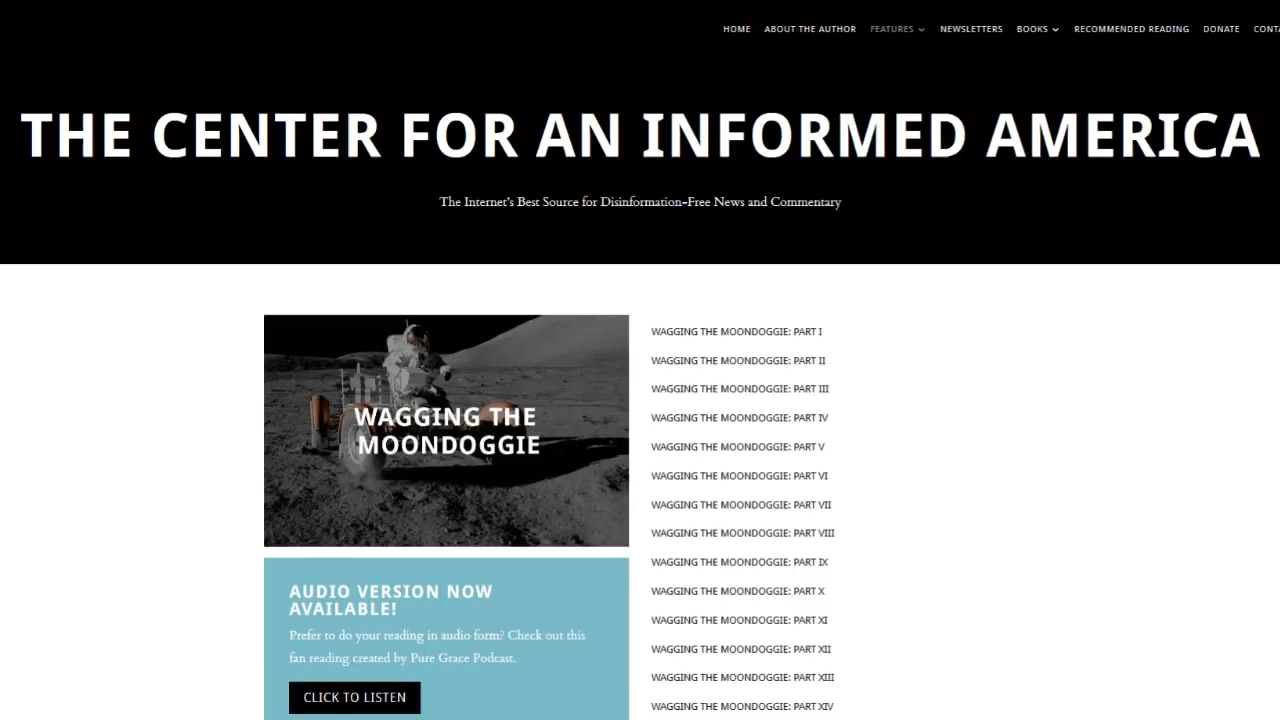 HOME ABOUT THE AUTHOR FEATURES NEWSLETTERS BOOKS RECOMMENDED READING DONATE CONTA
THE CENTER FOR AN INFORMED AMERICA
The Internet's Best Source for Disinformation-Free News and Commentary
WAGGING THE
MOONDOGGIE
AUDIO VERSION NOW
AVAILABLE!
Prefer to do your reading in audio form? Check out this
fan reading created by Pure Grace Podcast.
CLICK TO LISTEN
WAGGING THE MOONDOGGIE: PART I
WAGGING THE MOONDOGGIE: PART II
WAGGING THE MOONDOGGIE: PART III
WAGGING THE MOONDOGGIE: PART IV
WAGGING THE MOONDOGGIE: PART V
WAGGING THE MOONDOGGIE: PART VI
WAGGING THE MOONDOGGIE: PART VII
WAGGING THE MOONDOGGIE: PART VIII
WAGGING THE MOONDOGGIE: PART IX
WAGGING THE MOONDOGGIE: PART X
WAGGING THE MOONDOGGIE: PART XI
WAGGING THE MOONDOGGIE: PART XII
WAGGING THE MOONDOGGIE: PART XIII
WAGGING THE MOONDOGGIE: PART XIV